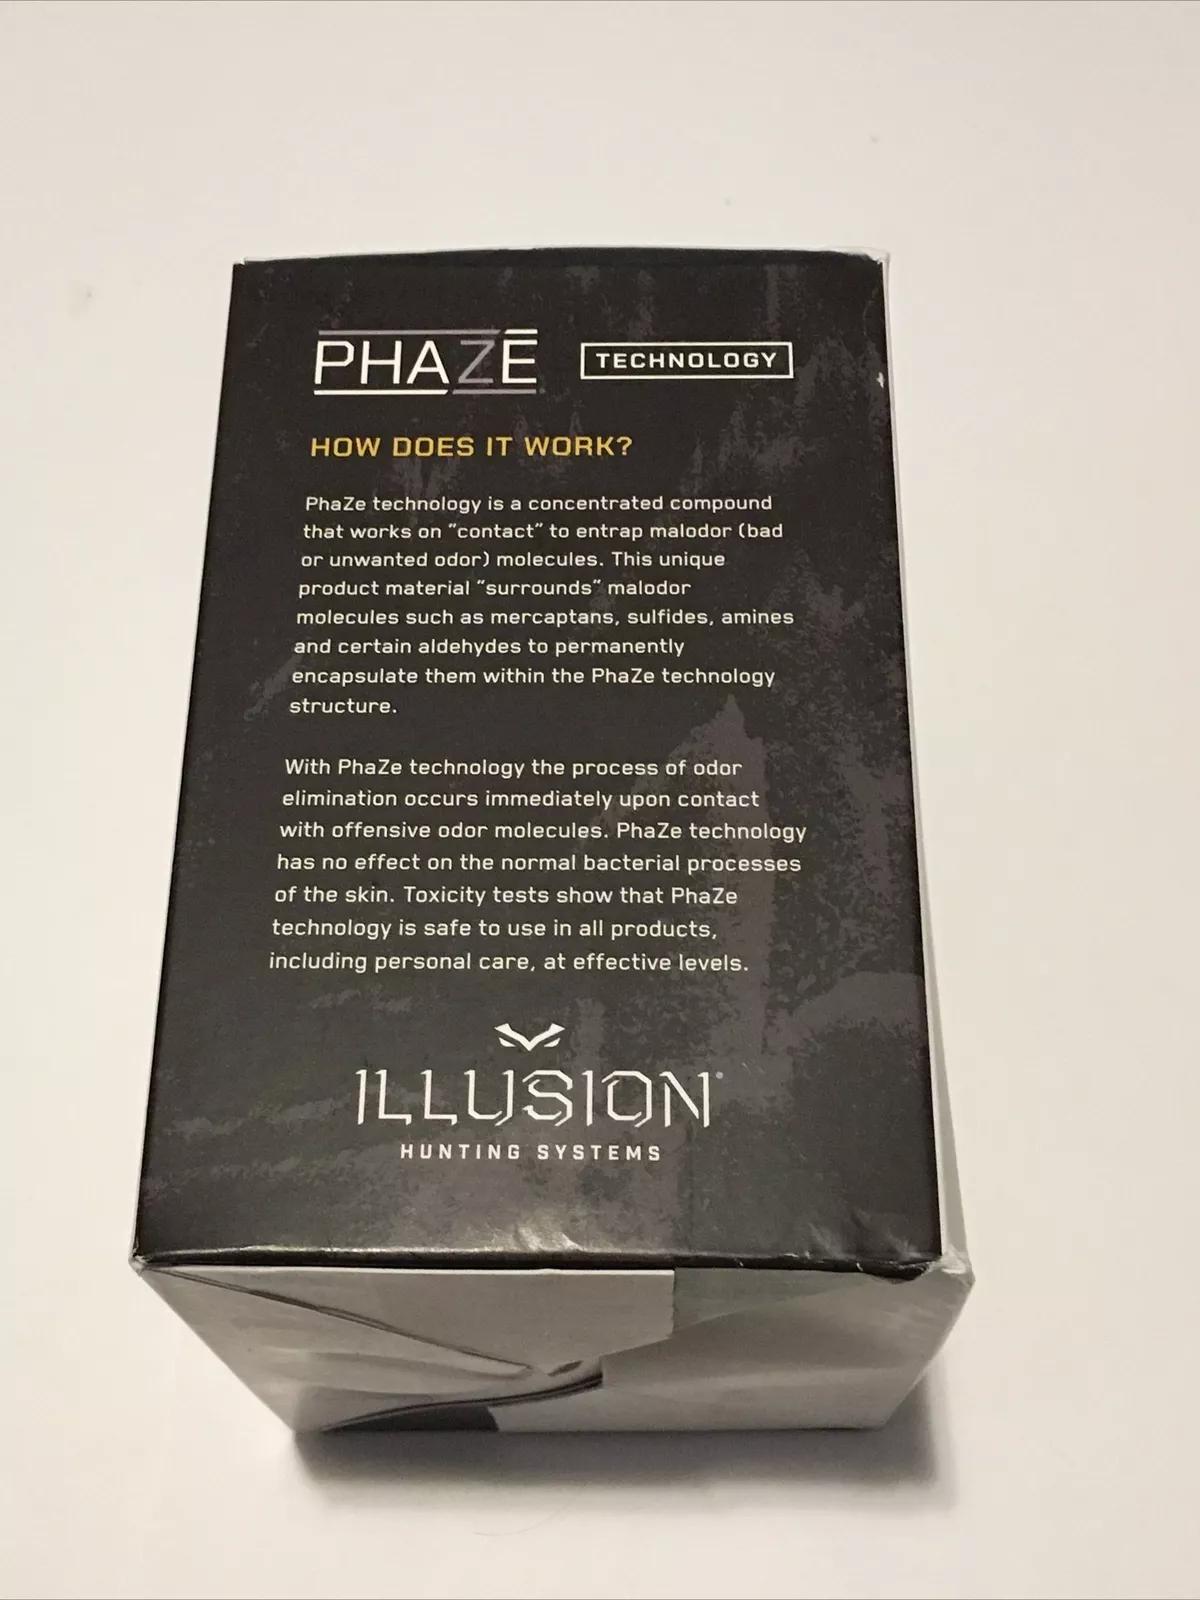 PHAZE TECHNOLOGY
HOW DOES IT WORK?
PhaZe technology is a concentrated compound
that works on "contact" to entrap malodor (bad
or unwanted odor) molecules. This unique
product material "surrounds" malodor
molecules such as mercaptans, sulfides, amines
and certain aldehydes to permanently
encapsulate them within the PhaZe technology
structure.
With PhaZe technology the process of odor
elimination occurs immediately upon contact
with offensive odor molecules. PhaZe technology
has no effect on the normal bacterial processes
of the skin. Toxicity tests show that PhaZe
technology is safe to use in all products,
including personal care, at effective levels.
ILLUSION
HUNTING SYSTEMS